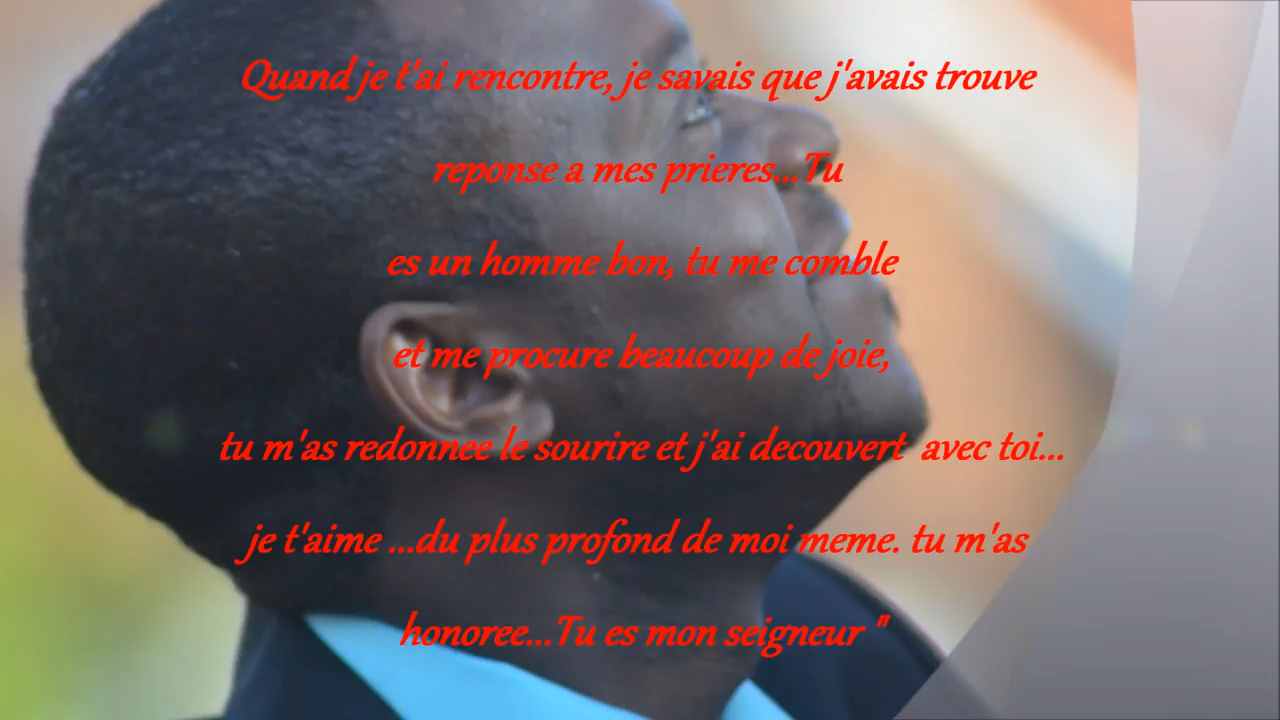 Quand je t'ai rencontre, je savais que j'avais trouve
reponse a mes prieres...Tu
es un homme bon, tu me comble
et me procure beaucoup de joie,
tu m'as redonnee le sourire et j'ai decouvert  avec toi...
je t'aime ...du plus profond de moi meme. tu m'as
honoree...Tu es mon seigneur "